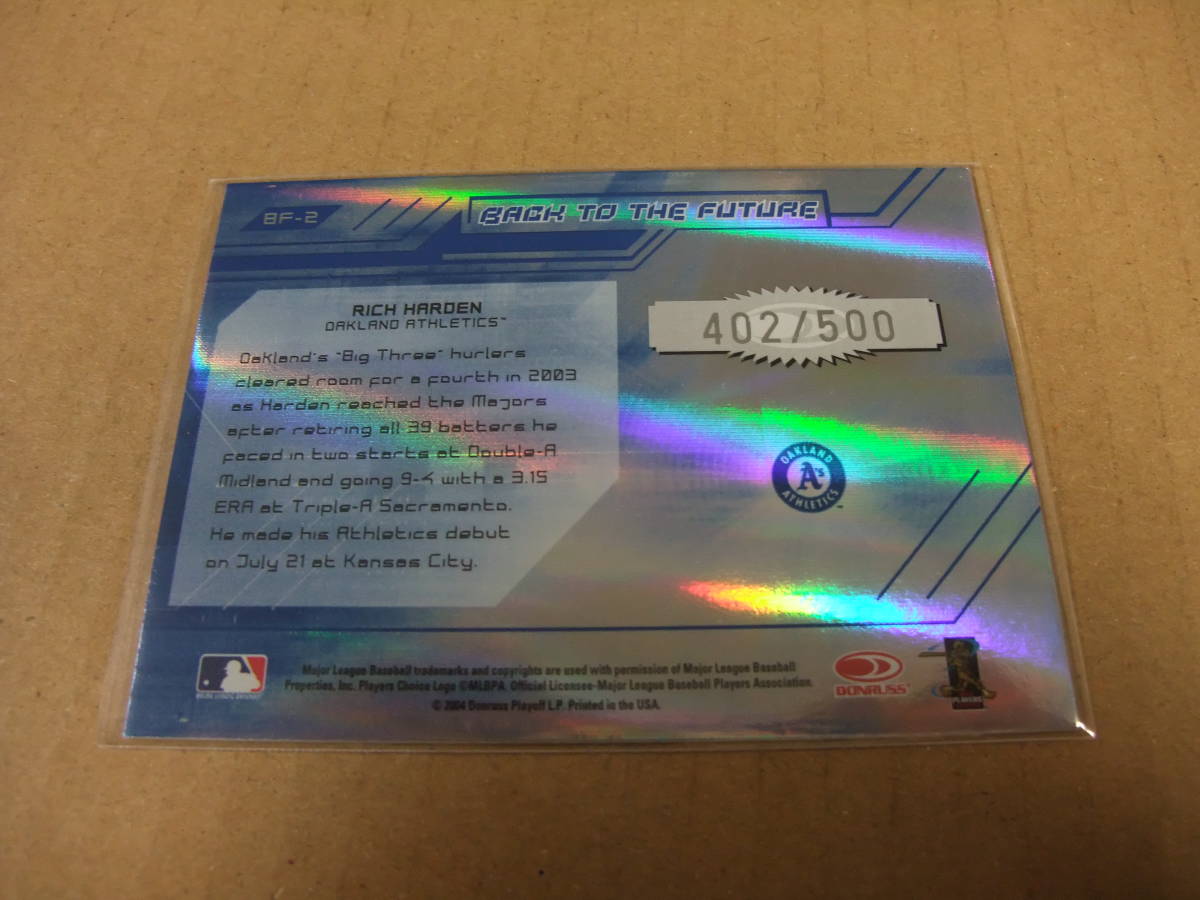 BF-2
BACK TO THE FUTURE
RICH HARDEN
OAKLAND ATHLETICS™
402/500
Oakland's "Big Three" hurlers
cleared room for a fourth in 2003
as Harden reached the Majors
after retiring all 39 batters he
faced in two starts at Double-A
Midland and going 9-4 with a 3.15
ERA at Triple-A Sacramento.
He made his Athletics debut
on July 21 at Kansas City.
OAKLAND
A's
ATHLETICS™
Major League Baseball trademarks and copyrights are used with permission of Major League Baseball
Properties, Inc. Players Choice Logo ©MLBPA. Official Licensee-Major League Baseball Players Association.
© 2004 Donruss Playoff L.P. Printed in the USA.
DONRUSS
PLAYERS